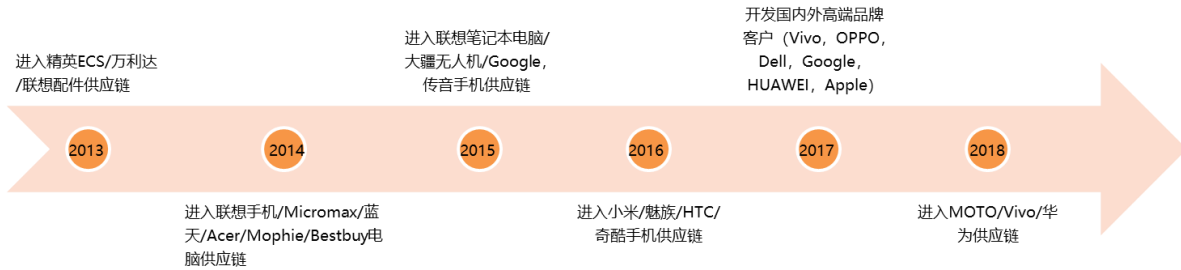 进入精英ECS/万利达
/联想配件供应链
进入联想笔记本电脑/
大疆无人机/Google，
传音手机供应链
开发国内外高端品牌
客户（Vivo，OPPO，
Dell，Google，
HUAWEI，Apple）
2013
2014
2015
2016
2017
2018
进入联想手机/Micromax/蓝
天/Acer/Mophie/Bestbuy电
脑供应链
进入小米/魅族/HTC/
奇酷手机供应链
进入MOTO/Vivo/华
为供应链